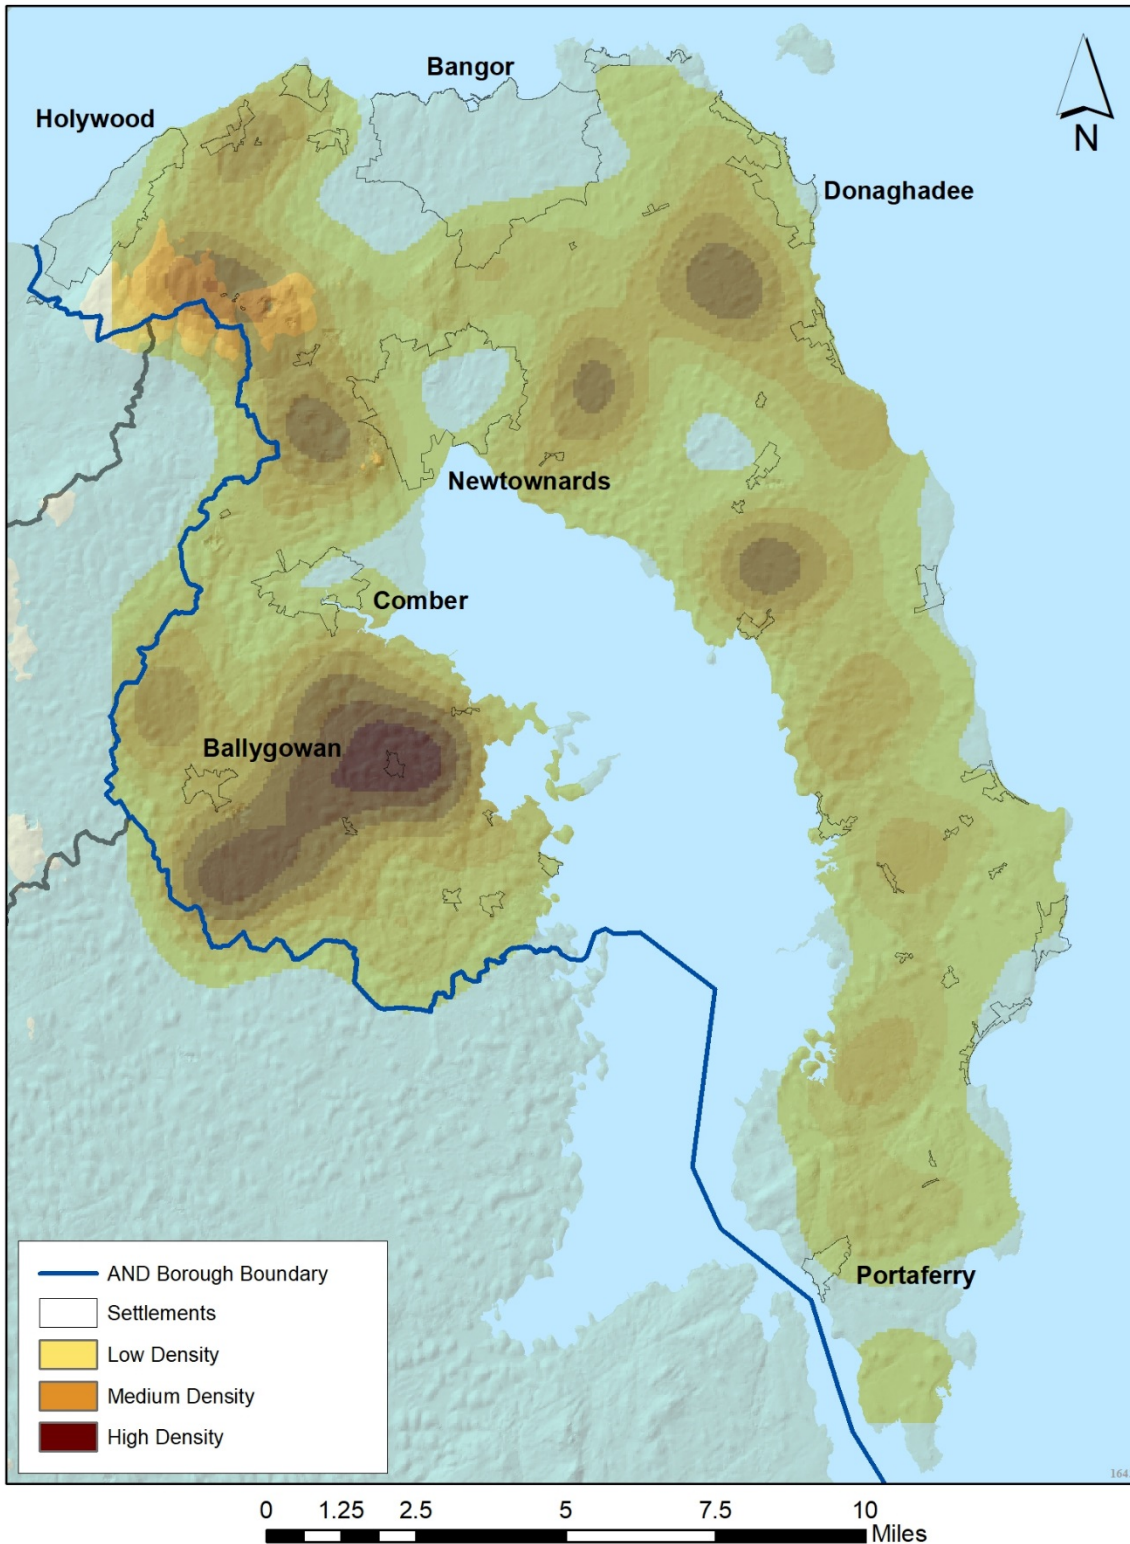 Bangor
Holywood
N
Donaghadee
Newtownards
Comber
Ballygowan
Portaferry
AND Borough Boundary
Settlements
Low Density
Medium Density
High Density
164
0 1.25 2.5 5 7.5 10
Miles